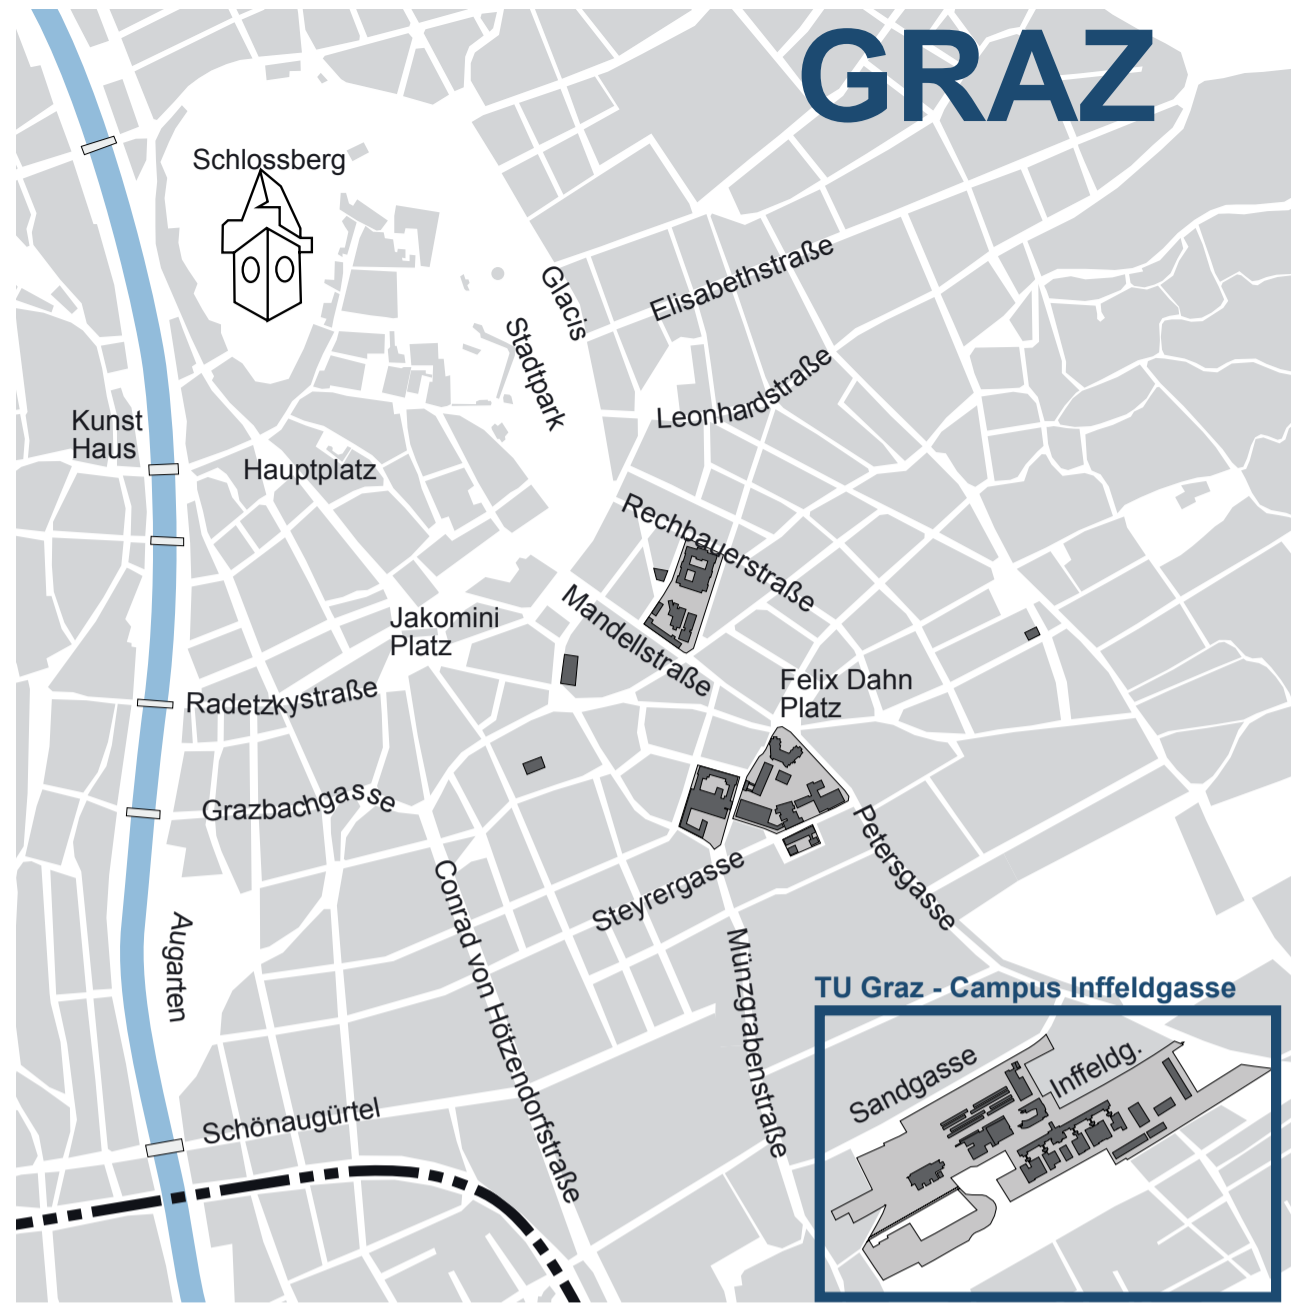 GRAZ
Schlossberg
Glacis
Elisabethstraße
Stadtpark
Leonhardstraße
Kunst
Haus
Hauptplatz
Rechbauerstraße
Mandellstraße
Jakomini
Platz
Felix Dahn
Platz
Radetzkystraße
Grazbachgasse
Petersgasse
Steyrergasse
Conrad von Hötzendorfstraße
Augarten
Münzgrabenstraße
TU Graz - Campus Inffeldgasse
Sandgasse
Inffeldg.
Schönaugürtel